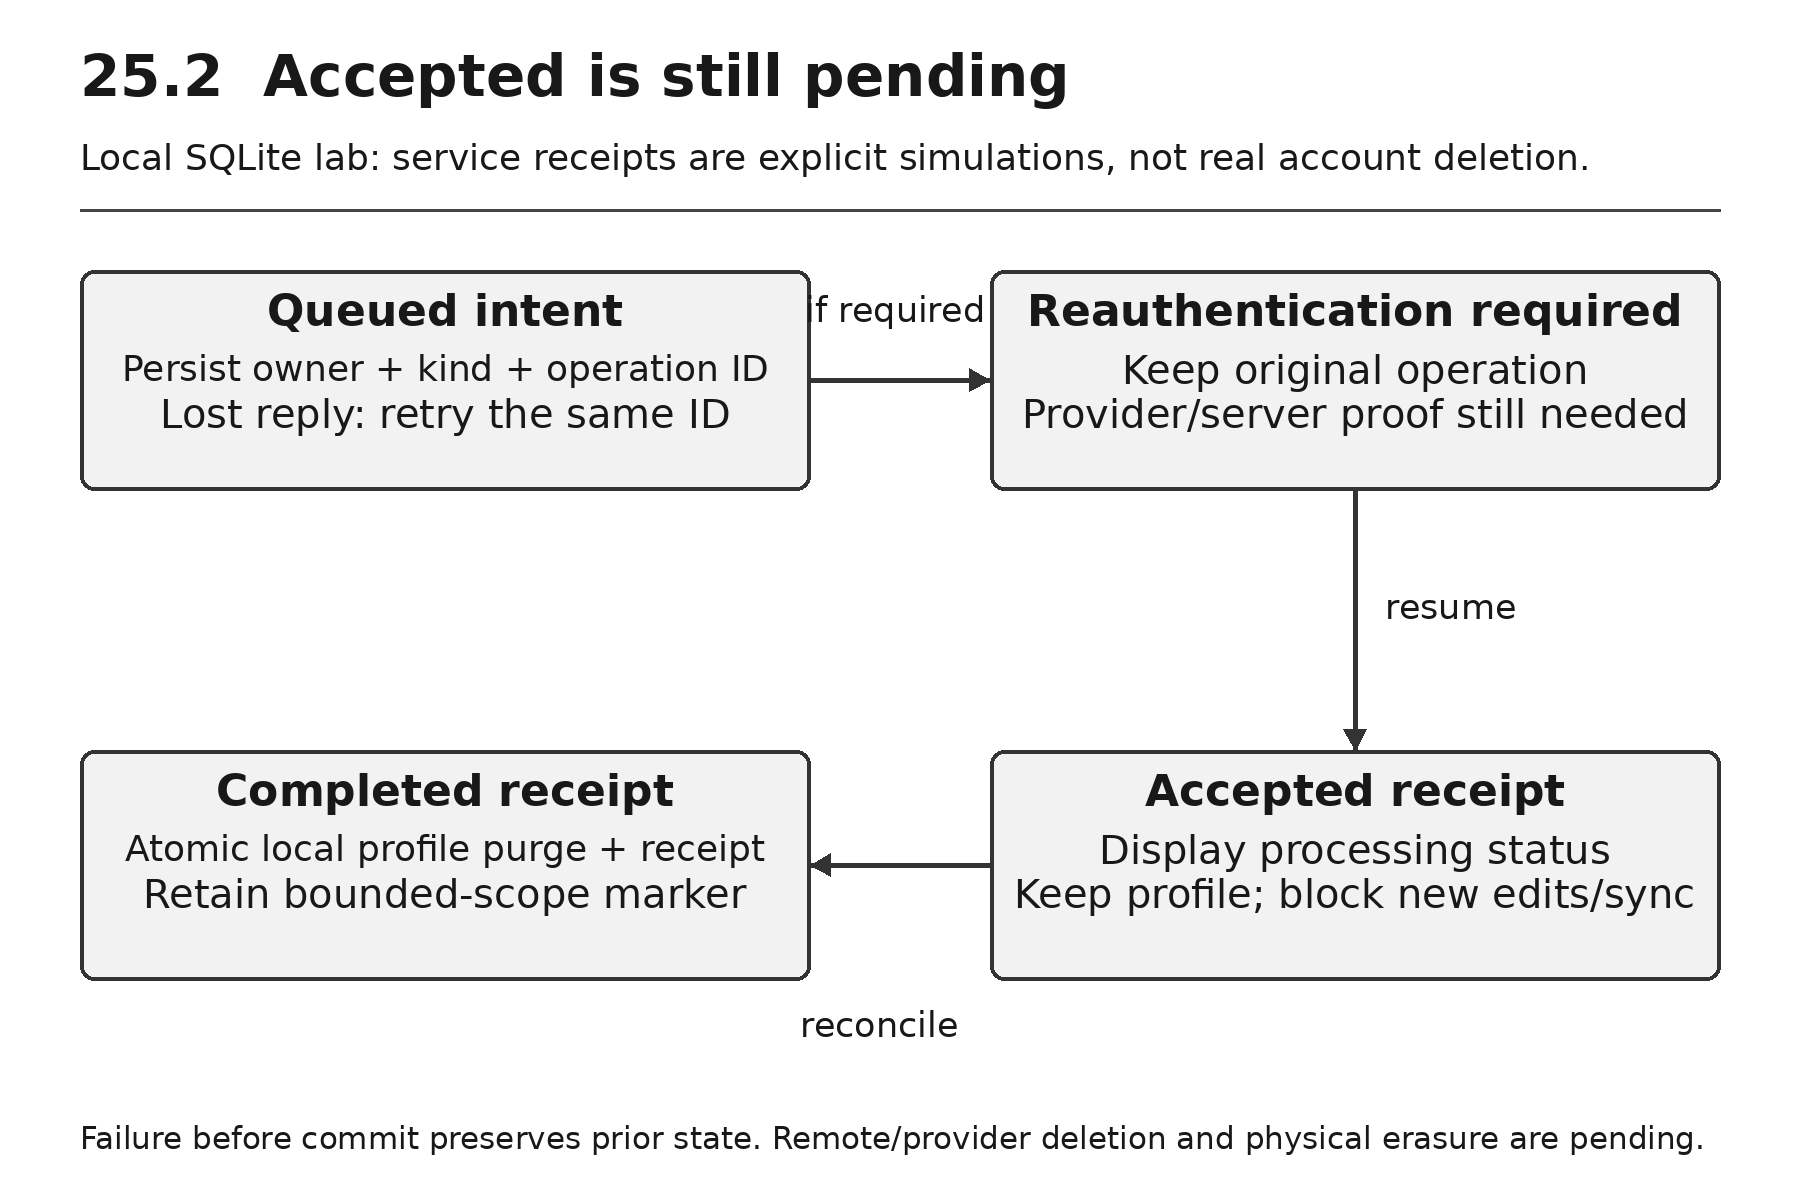 25.2 Accepted is still pending
Local SQLite lab: service receipts are explicit simulations, not real account deletion.
Queued intent
Persist owner + kind + operation ID
Lost reply: retry the same ID
if required
Reauthentication required
Keep original operation
Provider/server proof still needed
resume
Accepted receipt
Display processing status
Keep profile; block new edits/sync
Completed receipt
Atomic local profile purge + receipt
Retain bounded-scope marker
reconcile
Failure before commit preserves prior state. Remote/provider deletion and physical erasure are pending.